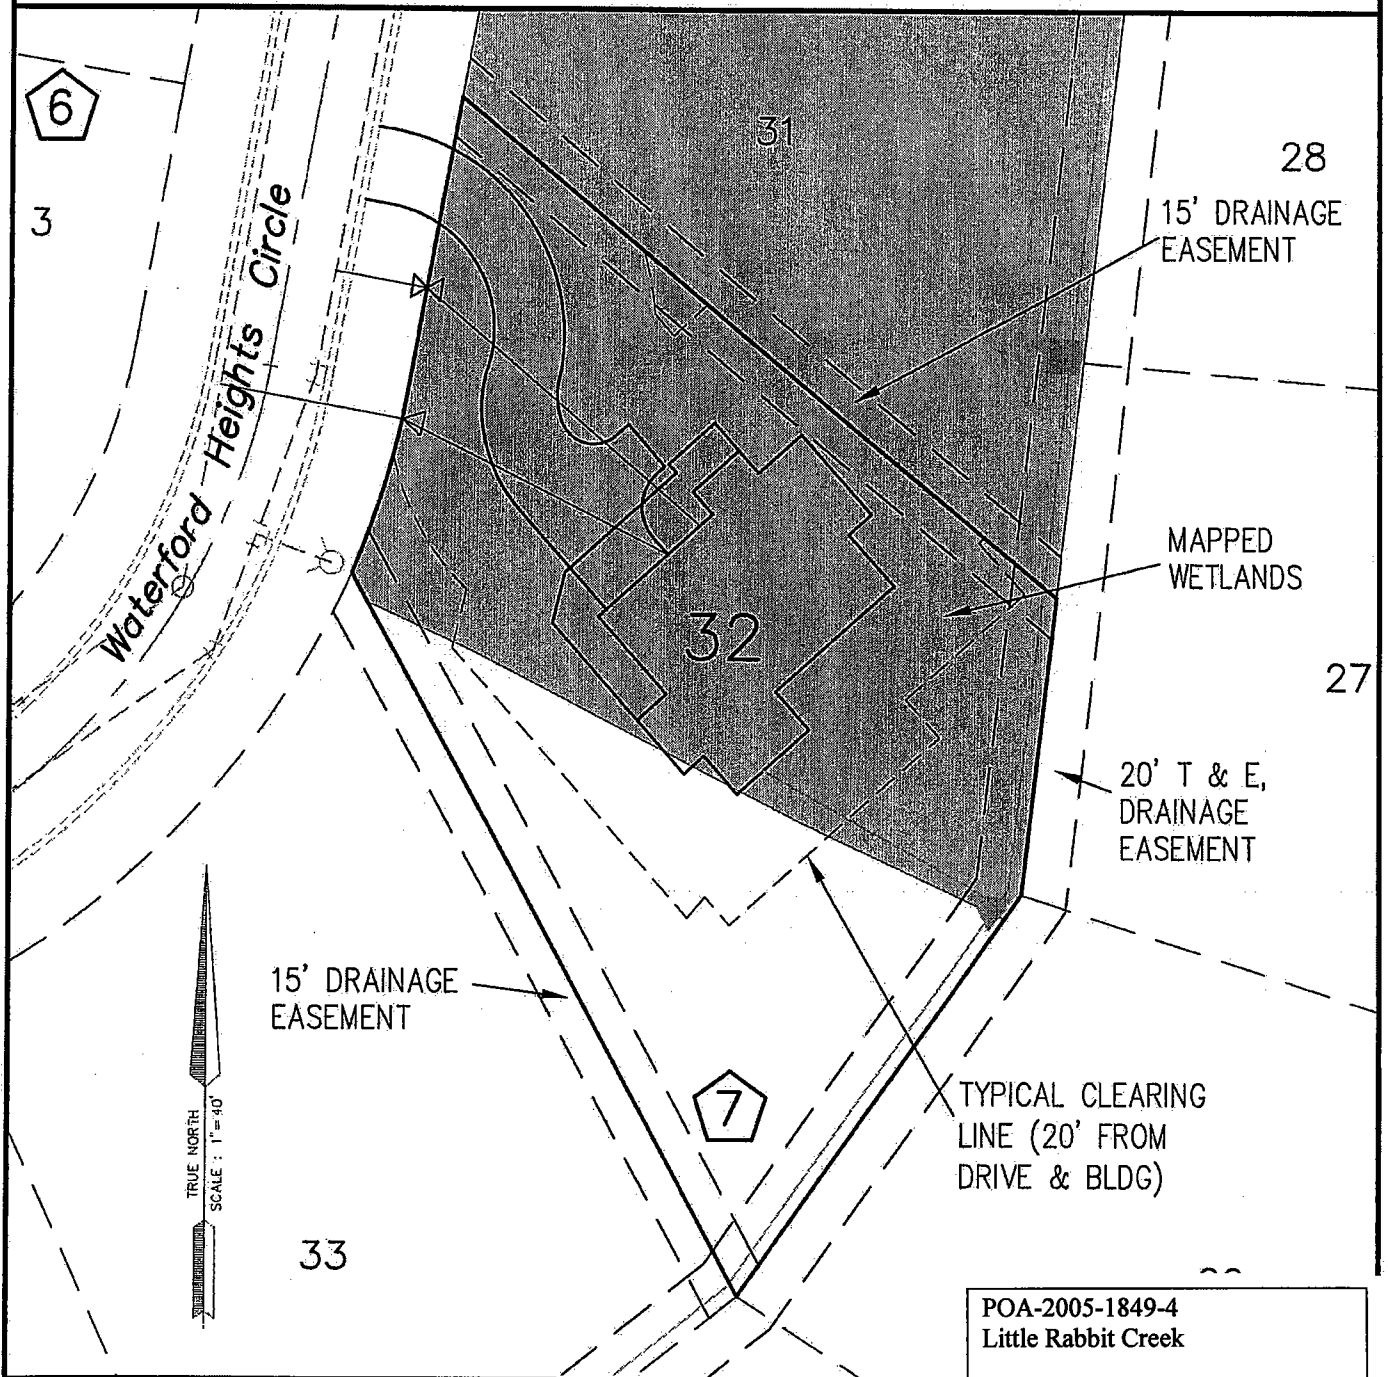 6
31
28
3
15' DRAINAGE
EASEMENT
Waterford Heights Circle
MAPPED
WETLANDS
32
27
20' T & E,
DRAINAGE
EASEMENT
15' DRAINAGE
EASEMENT
7
TYPICAL CLEARING
LINE (20' FROM
DRIVE & BLDG)
TRUE NORTH
SCALE : 1"=40'
33
POA-2005-1849-4
Little Rabbit Creek